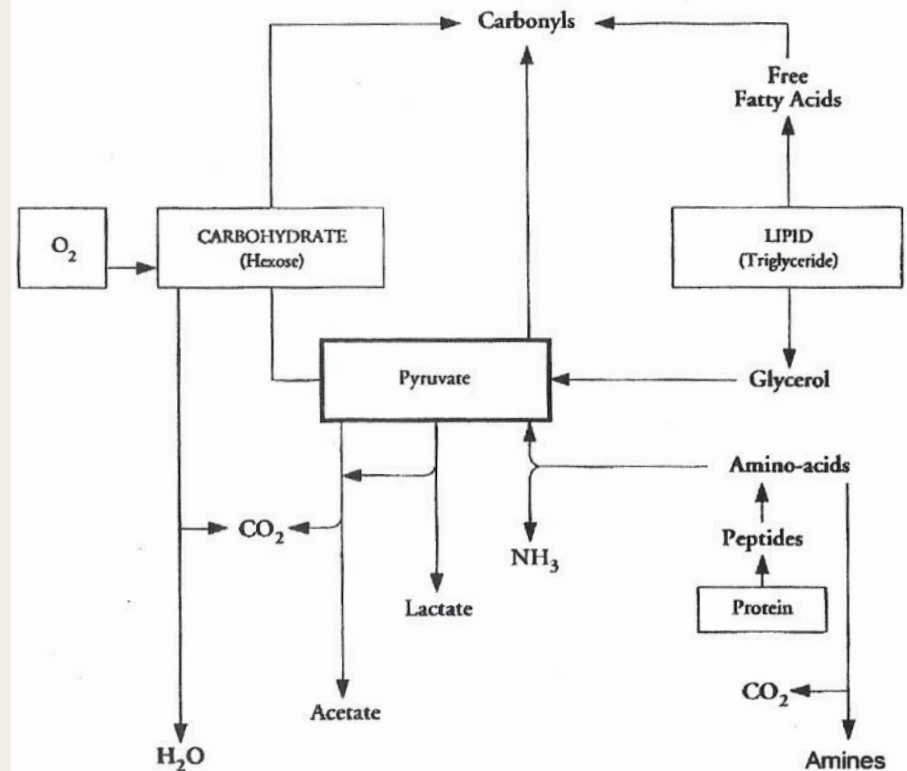 Carbonyls
Free
Fatty Acids
O₂
CARBOHYDRATE
(Hexose)
LIPID
(Triglyceride)
Pyruvate
Glycerol
Amino-acids
CO₂
Peptides
NH₃
Lactate
Protein
CO₂
Acetate
H₂O
Amines